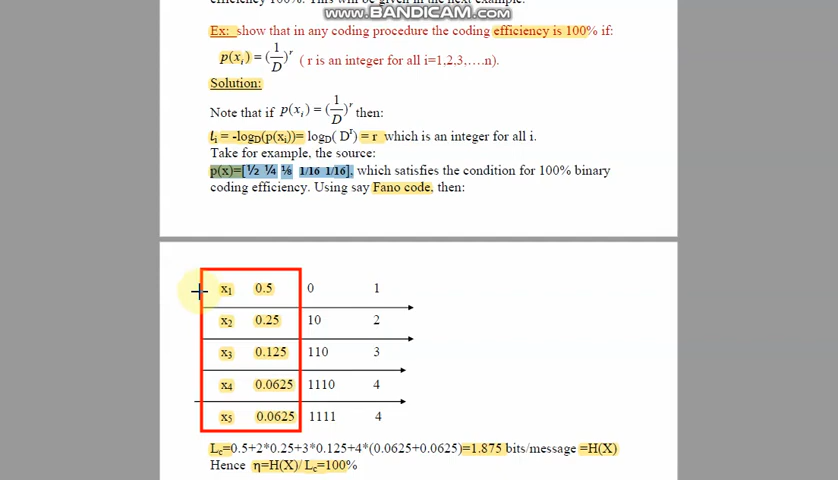 efficiency 100%. This will be given in the next example.
www.BANDICAM.com
Ex: show that in any coding procedure the coding efficiency is 100% if:
p(xi) = (1/D)^r ( r is an integer for all i=1,2,3,….n).
Solution:
Note that if p(xi) = (1/D)^r then:
li = -logD(p(xi))= logD( D^r) = r which is an integer for all i.
Take for example, the source:
p(x)=[½ ¼ ⅛ 1/16 1/16], which satisfies the condition for 100% binary
coding efficiency. Using say Fano code, then:
x1 0.5 0 1
x2 0.25 10 2
x3 0.125 110 3
x4 0.0625 1110 4
x5 0.0625 1111 4
Lc=0.5+2*0.25+3*0.125+4*(0.0625+0.0625)=1.875 bits/message =H(X)
Hence η=H(X)/ Lc=100%